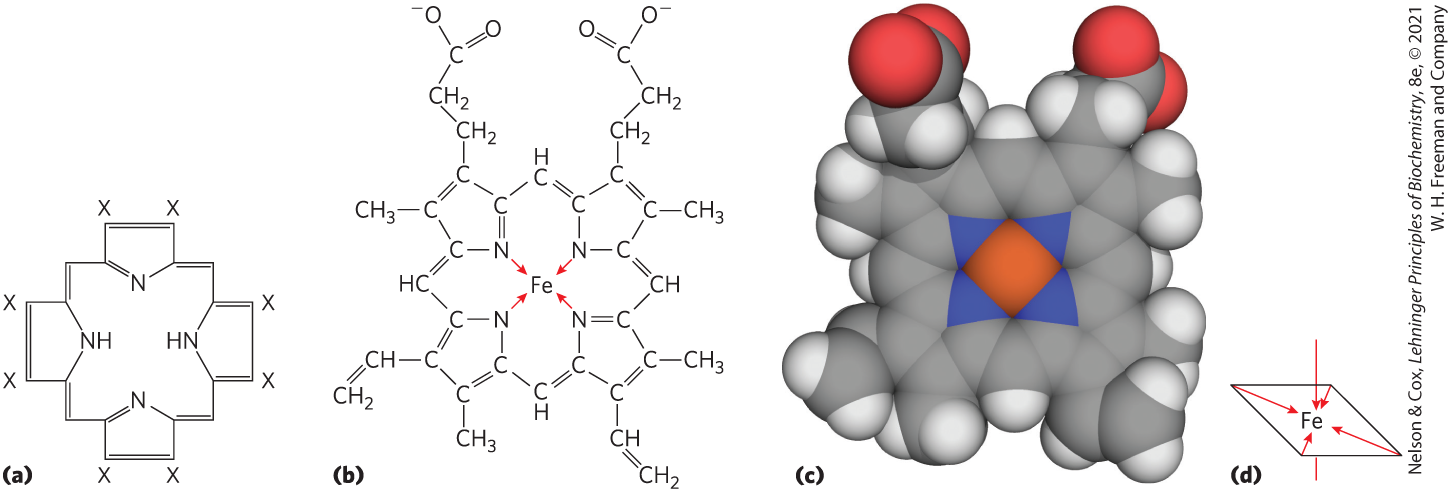 X X
N
X X
NH HN
X X
N
X X
(a)
⁻O O O O⁻
C C
CH₂ CH₂
CH₂ CH₂
H
C C C
CH₃ C C C C CH₃
C N N C
HC Fe CH
C N N C
CH C C C C CH₃
CH₂ C C C
H
CH₃ CH
CH₂
(b)
(c)
Fe
(d)
Nelson & Cox, Lehninger Principles of Biochemistry, 8e, © 2021
W. H. Freeman and Company